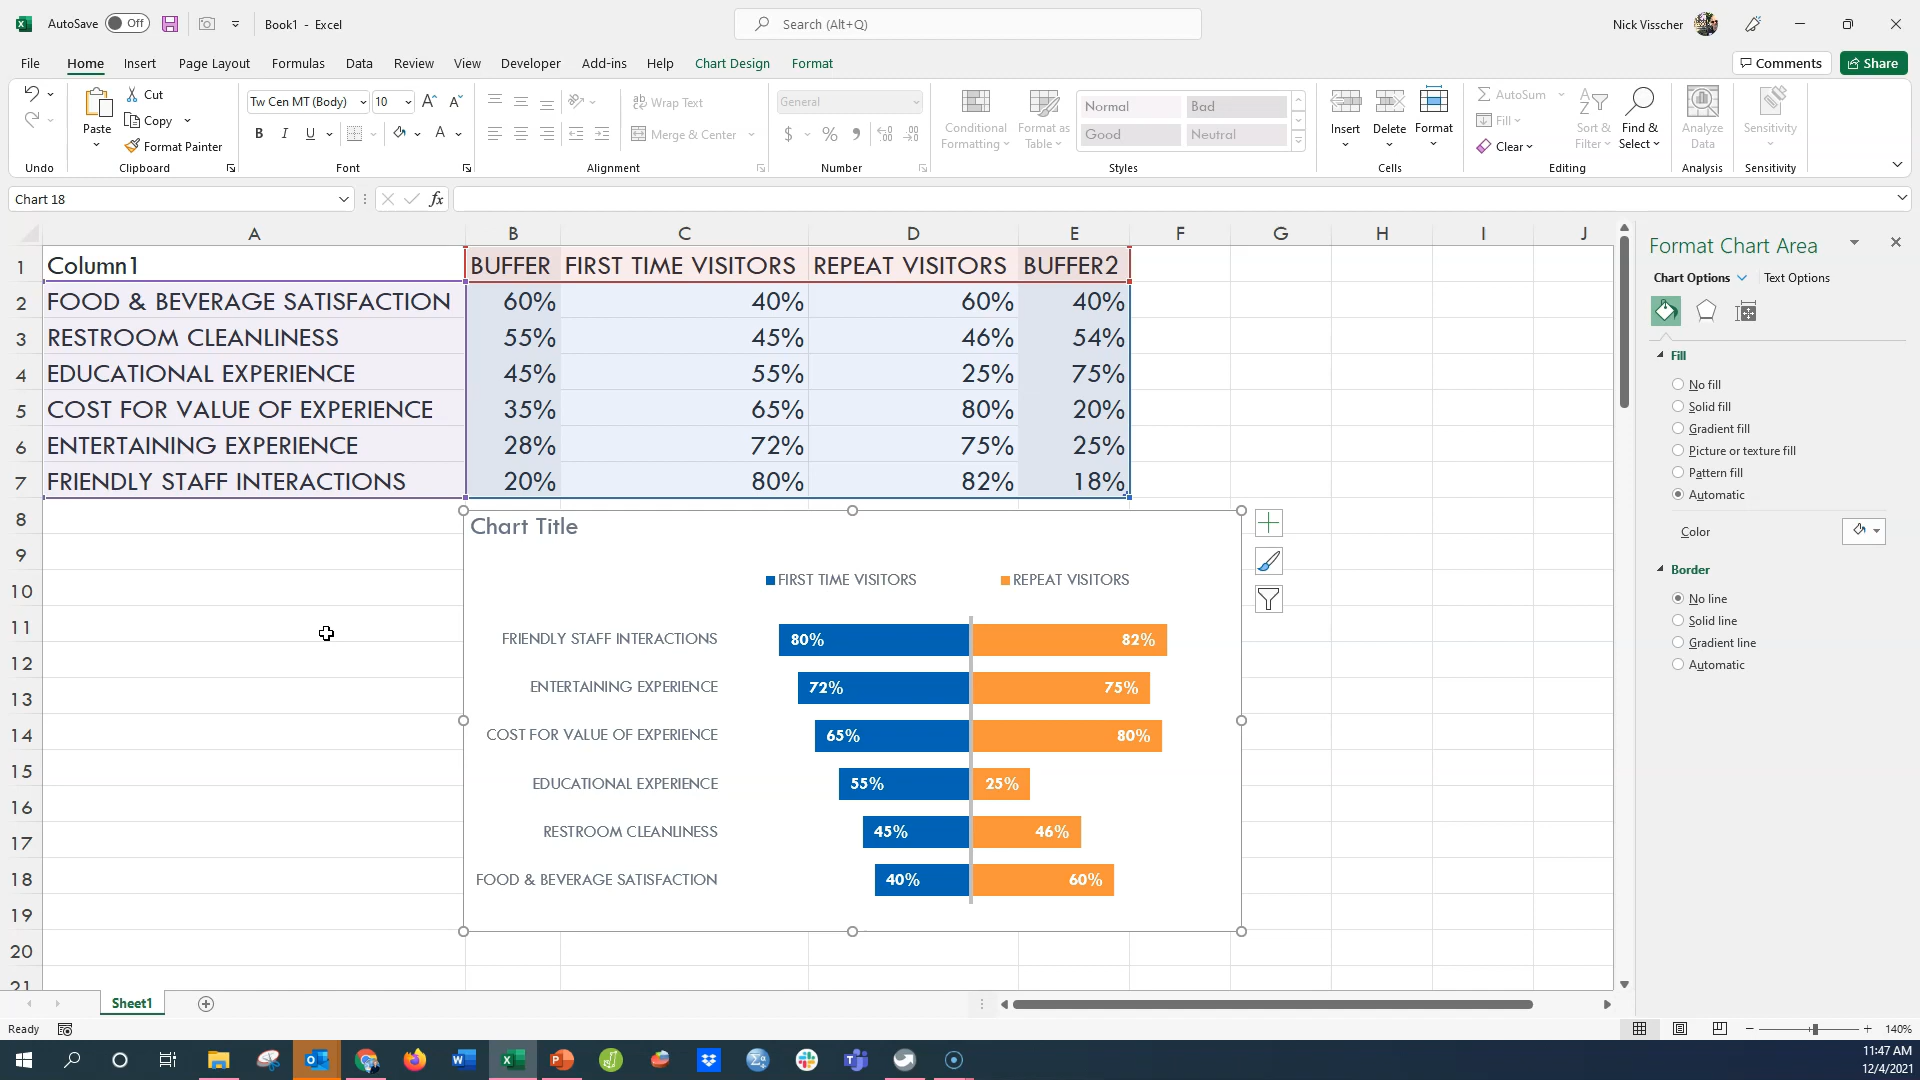 AutoSave Off Book1 - Excel Search (Alt+Q) Nick Visscher
File Home Insert Page Layout Formulas Data Review View Developer Add-ins Help Chart Design Format Comments Share
Paste
Cut
Copy
Format Painter
Tw Cen MT (Body) 10
B I U
Wrap Text
Merge & Center
General
$ % 9
Conditional Formatting
Format as Table
Normal Bad
Good Neutral
Insert Delete Format
AutoSum
Fill
Clear
Sort & Filter
Find & Select
Analyze Data
Sensitivity
Undo Clipboard Font Alignment Number Styles Cells Editing Analysis Sensitivity
Chart 18 fx
A B C D E F G H I J
1 Column1 BUFFER FIRST TIME VISITORS REPEAT VISITORS BUFFER2
2 FOOD & BEVERAGE SATISFACTION 60% 40% 60% 40%
3 RESTROOM CLEANLINESS 55% 45% 46% 54%
4 EDUCATIONAL EXPERIENCE 45% 55% 25% 75%
5 COST FOR VALUE OF EXPERIENCE 35% 65% 80% 20%
6 ENTERTAINING EXPERIENCE 28% 72% 75% 25%
7 FRIENDLY STAFF INTERACTIONS 20% 80% 82% 18%
8
9
10
11
12
13
14
15
16
17
18
19
20
21
Chart Title
FIRST TIME VISITORS REPEAT VISITORS
FRIENDLY STAFF INTERACTIONS 80% 82%
ENTERTAINING EXPERIENCE 72% 75%
COST FOR VALUE OF EXPERIENCE 65% 80%
EDUCATIONAL EXPERIENCE 55% 25%
RESTROOM CLEANLINESS 45% 46%
FOOD & BEVERAGE SATISFACTION 40% 60%
Format Chart Area
Chart Options Text Options
Fill
No fill
Solid fill
Gradient fill
Picture or texture fill
Pattern fill
Automatic
Color
Border
No line
Solid line
Gradient line
Automatic
Sheet1
Ready 140%
11:47 AM
12/4/2021